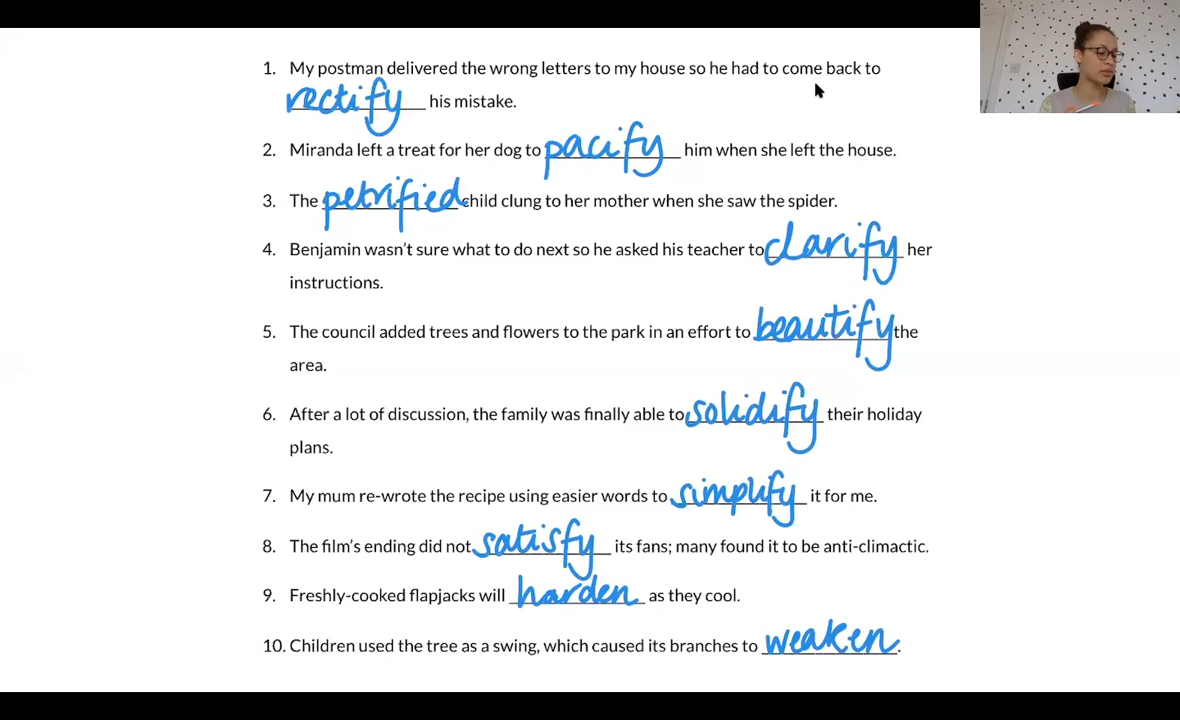 1. My postman delivered the wrong letters to my house so he had to come back to
rectify his mistake.
2. Miranda left a treat for her dog to pacify him when she left the house.
3. The petrified child clung to her mother when she saw the spider.
4. Benjamin wasn't sure what to do next so he asked his teacher to clarify her
instructions.
5. The council added trees and flowers to the park in an effort to beautify the
area.
6. After a lot of discussion, the family was finally able to solidify their holiday
plans.
7. My mum re-wrote the recipe using easier words to simplify it for me.
8. The film's ending did not satisfy its fans; many found it to be anti-climactic.
9. Freshly-cooked flapjacks will harden as they cool.
10. Children used the tree as a swing, which caused its branches to weaken.